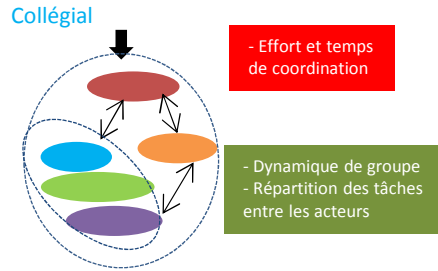 Collégial
- Effort et temps
de coordination
- Dynamique de groupe
- Répartition des tâches
entre les acteurs